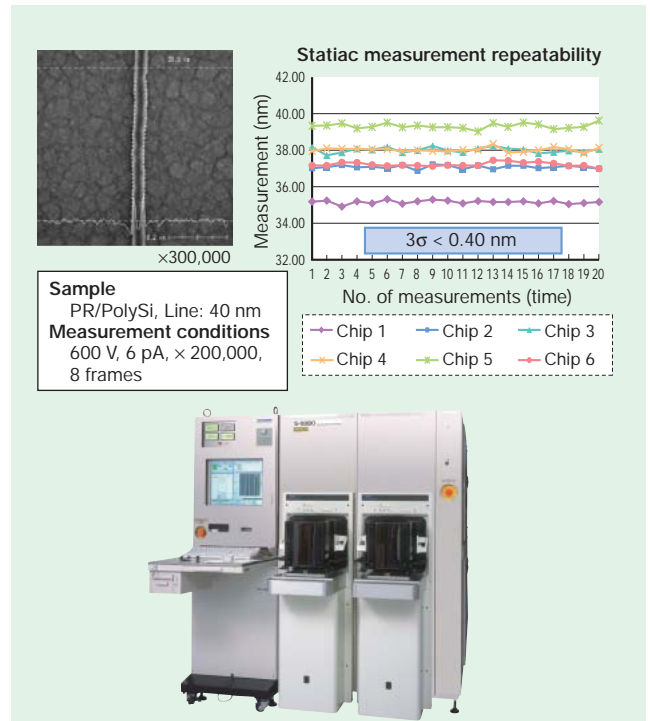 Statiac measurement repeatability
42.00
40.00
38.00
36.00
34.00
32.00
Measurement (nm)
3σ < 0.40 nm
1 2 3 4 5 6 7 8 9 10 11 12 13 14 15 16 17 18 19 20
No. of measurements (time)
×300,000
Sample
PR/PolySi, Line: 40 nm
Measurement conditions
600 V, 6 pA, × 200,000,
8 frames
Chip 1 Chip 2 Chip 3
Chip 4 Chip 5 Chip 6